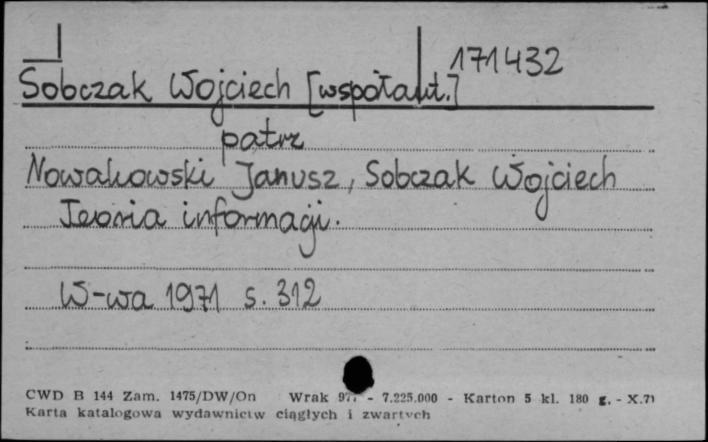 171432
Sobczak Wojciech [współaut.]
patrz
Nowakowski Janusz, Sobczak Wojciech
Teoria informacji.
W-wa 1971 s. 312
CWD B 144 Zam. 1475/DW/On Wrak - 7.225.000 - Karton 5 kl. 180 g. - X.71
Karta katalogowa wydawnictw ciągłych i zwartych